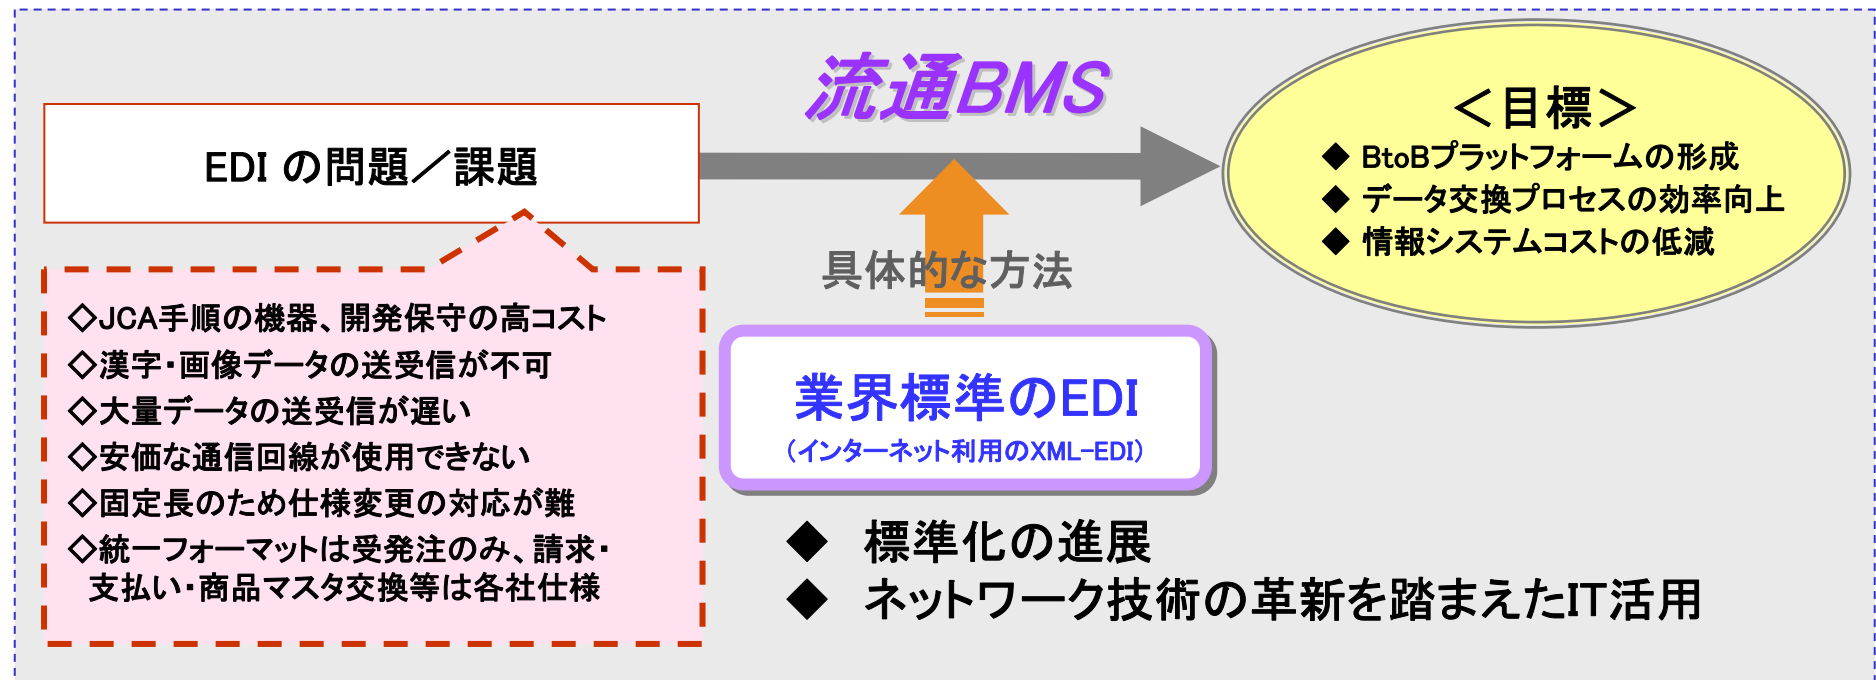 流通BMS
EDI の問題／課題
＜目標＞
◆ BtoBプラットフォームの形成
◆ データ交換プロセスの効率向上
◆ 情報システムコストの低減
具体的な方法
◇JCA手順の機器、開発保守の高コスト
◇漢字・画像データの送受信が不可
◇大量データの送受信が遅い
◇安価な通信回線が使用できない
◇固定長のため仕様変更の対応が難
◇統一フォーマットは受発注のみ、請求・
支払い・商品マスタ交換等は各社仕様
業界標準のEDI
（インターネット利用のXML-EDI）
◆ 標準化の進展
◆ ネットワーク技術の革新を踏まえたIT活用